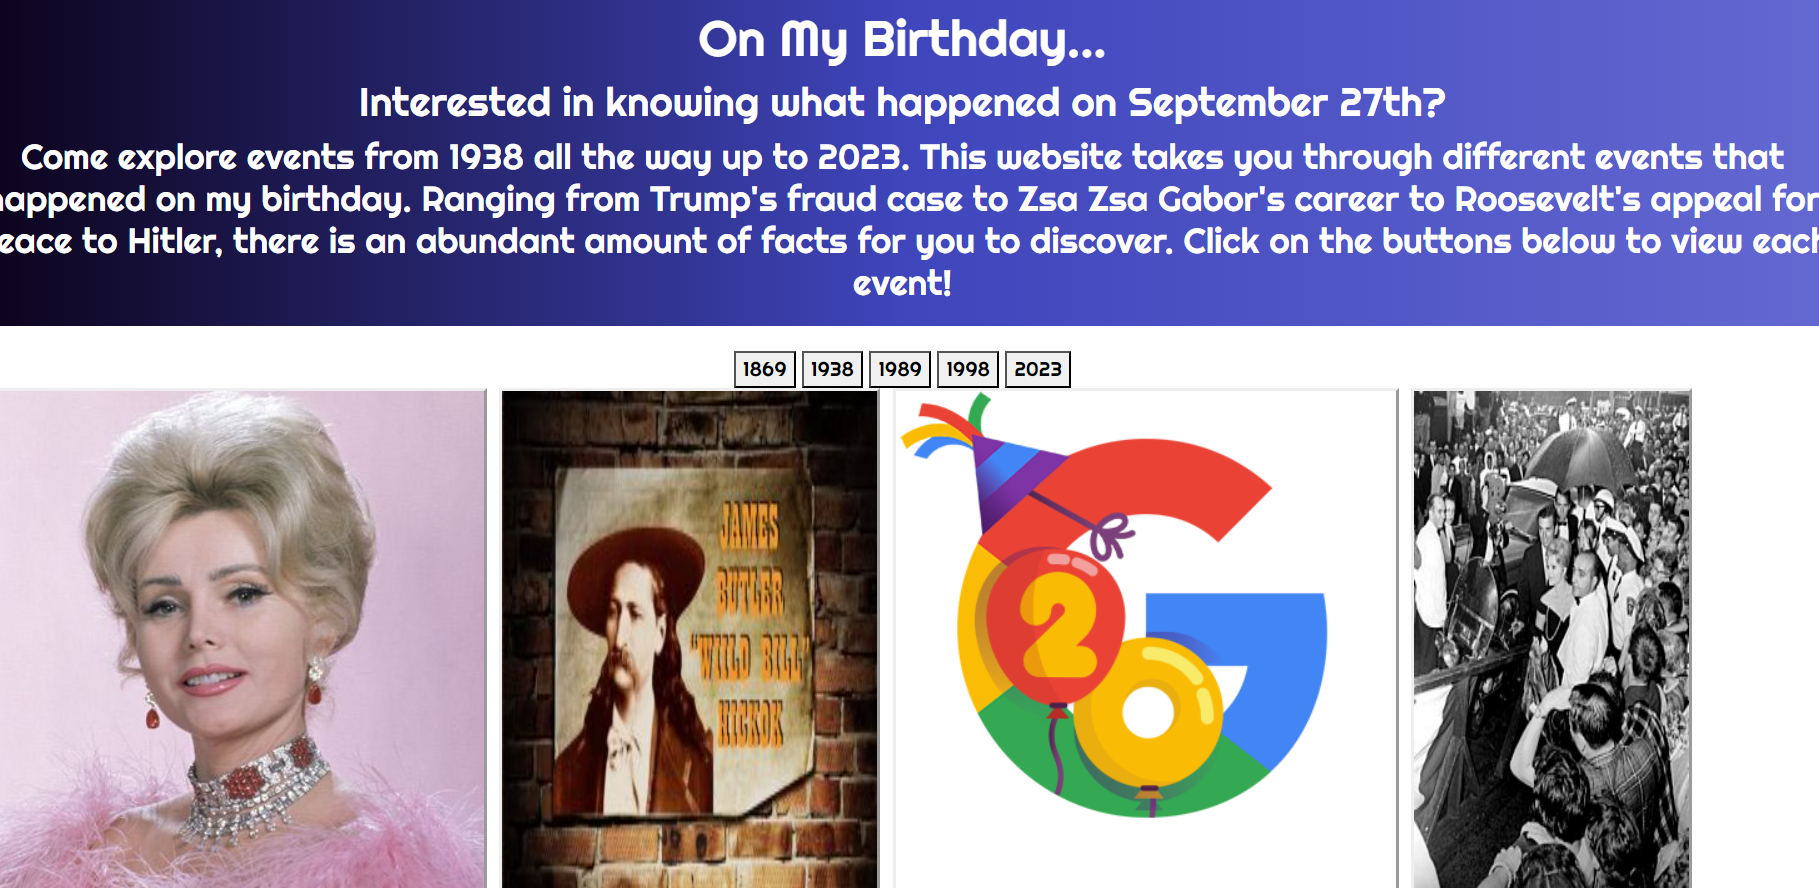 On My Birthday...
Interested in knowing what happened on September 27th?
Come explore events from 1938 all the way up to 2023. This website takes you through different events that
appened on my birthday. Ranging from Trump's fraud case to Zsa Zsa Gabor's career to Roosevelt's appeal for
eace to Hitler, there is an abundant amount of facts for you to discover. Click on the buttons below to view each
event!
1869 1938 1989 1998 2023
JAMES
BUTLER
"WIILD BILL"
HICKOK
20